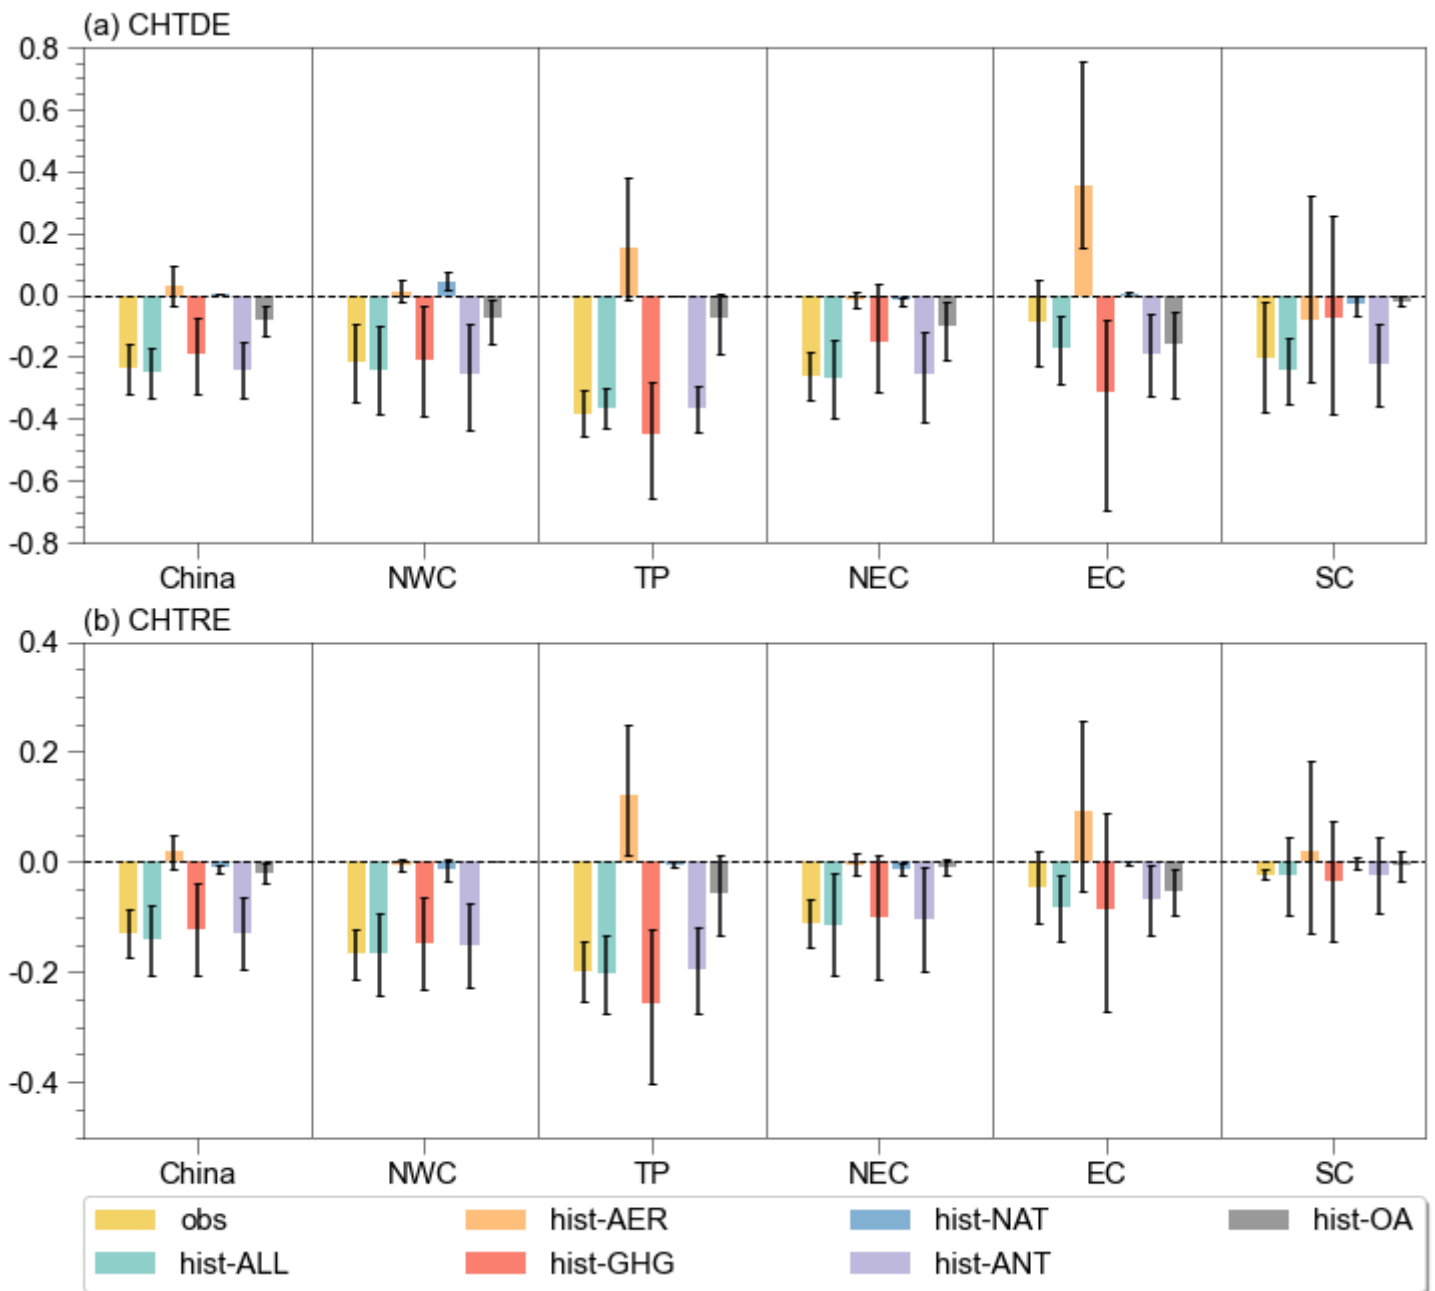 (a) CHTDE
0.8
0.6
0.4
0.2
0.0
-0.2
-0.4
-0.6
-0.8
China NWC TP NEC EC SC
(b) CHTRE
0.4
0.2
0.0
-0.2
-0.4
China NWC TP NEC EC SC
obs hist-AER hist-NAT hist-OA
hist-ALL hist-GHG hist-ANT